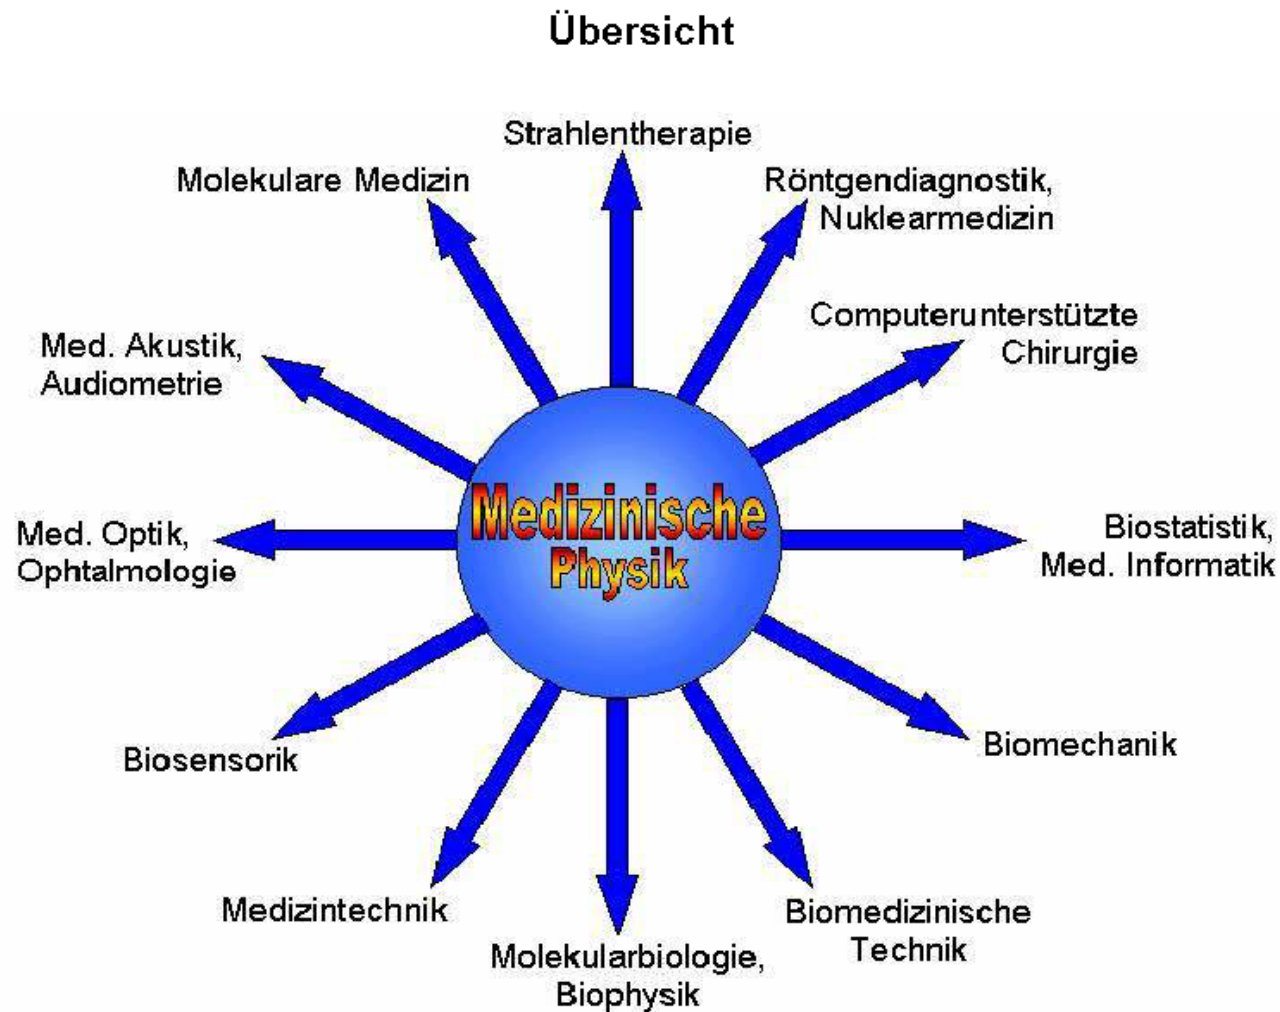 Übersicht
Strahlentherapie
Molekulare Medizin
Röntgendiagnostik,
Nuklearmedizin
Computerunterstützte
Chirurgie
Med. Akustik,
Audiometrie
Medizinische
Physik
Med. Optik,
Ophtalmologie
Biostatistik,
Med. Informatik
Biosensorik
Biomechanik
Medizintechnik
Biomedizinische
Technik
Molekularbiologie,
Biophysik